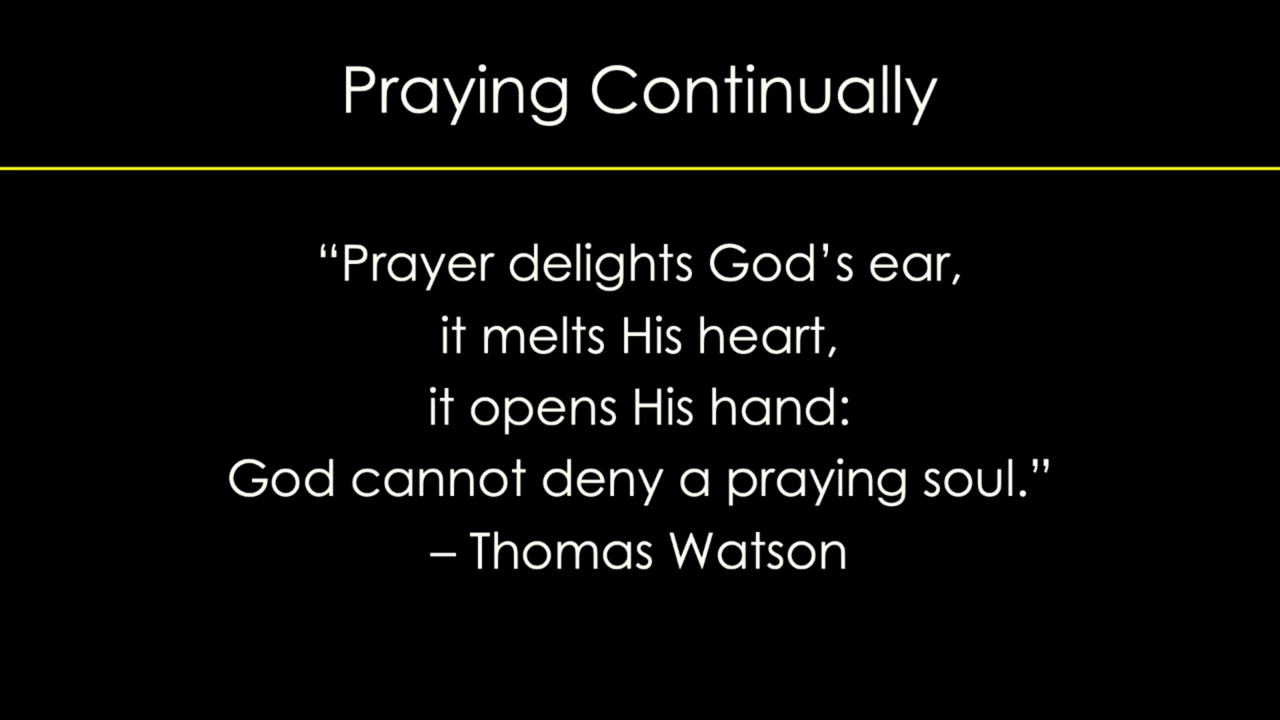 Praying Continually
“Prayer delights God’s ear,
it melts His heart,
it opens His hand:
God cannot deny a praying soul.”
– Thomas Watson